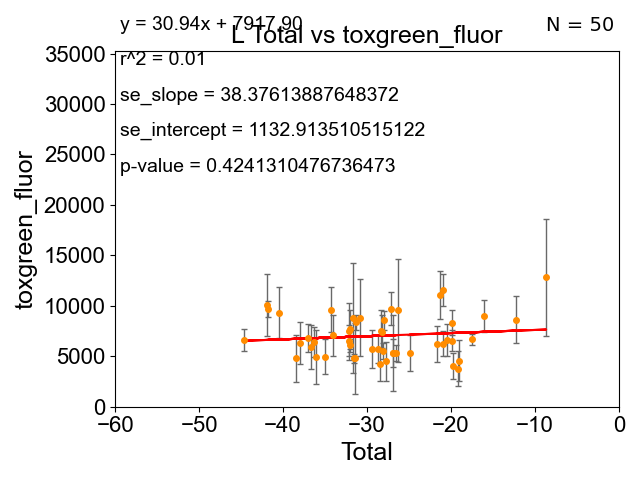 y = 30.94x + 7917.90
N = 50
L Total vs toxgreen_fluor
r^2 = 0.01
se_slope = 38.37613887648372
se_intercept = 1132.913510515122
p-value = 0.4241310476736473
35000
30000
25000
20000
15000
10000
5000
0
toxgreen_fluor
−60
−50
−40
−30
−20
−10
0
Total